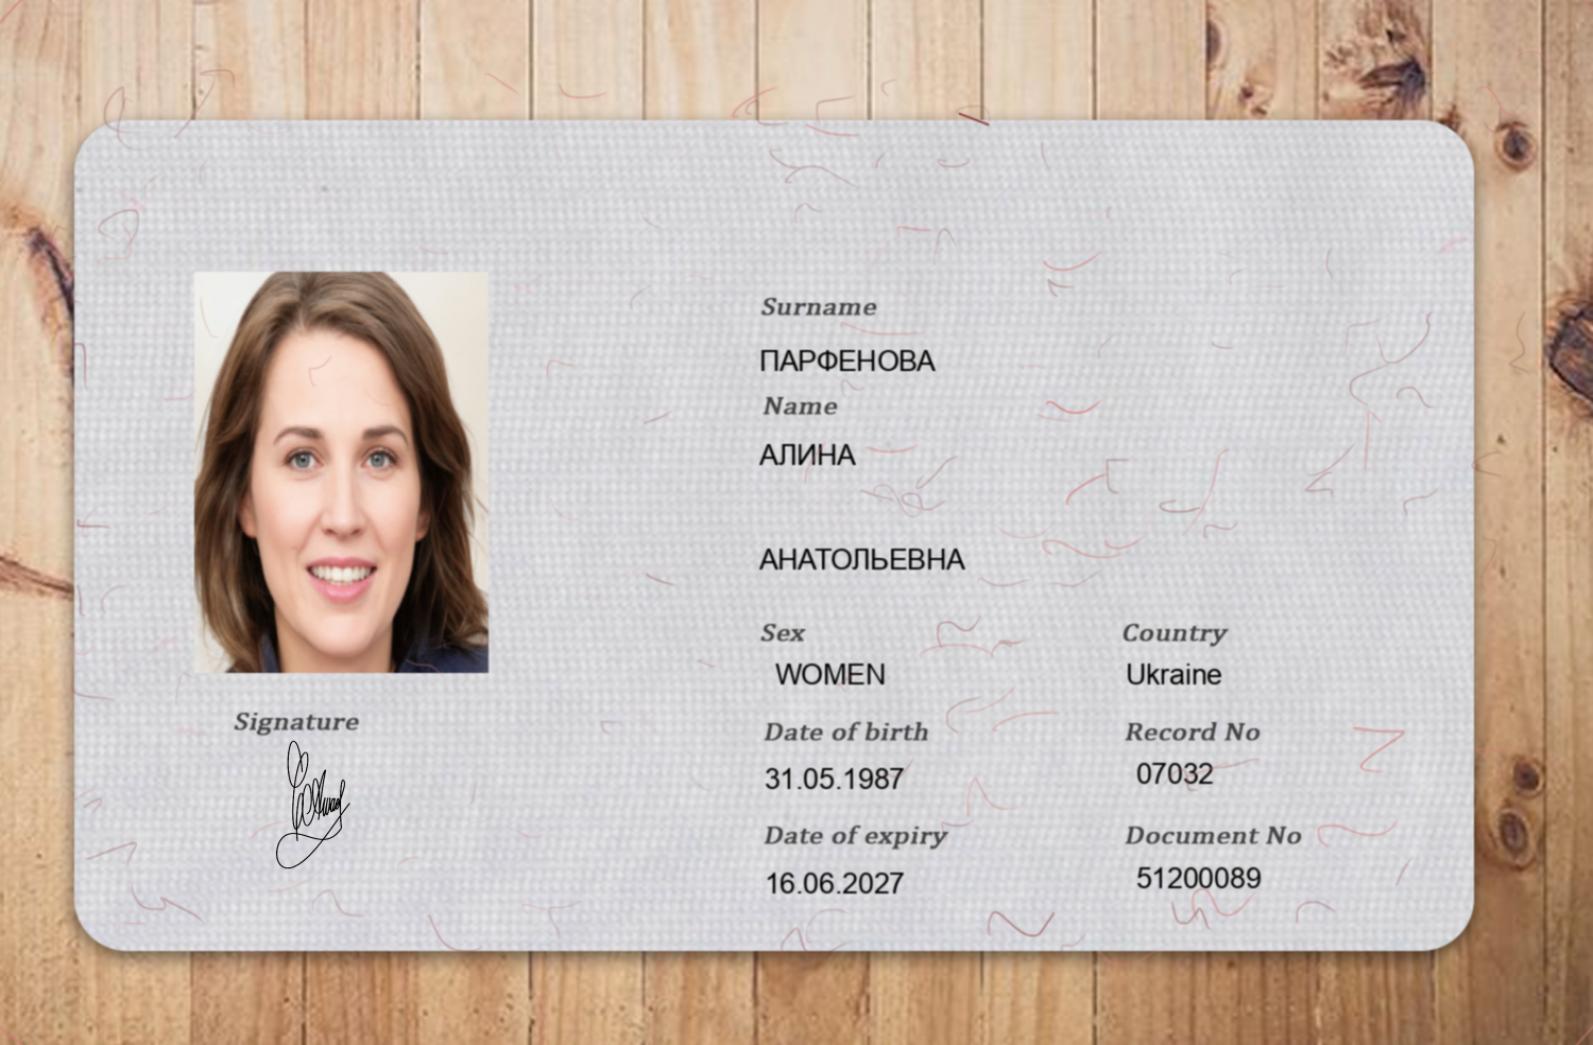 Surname
ПАРФЕНОВА
Name
АЛИНА
АНАТОЛЬЕВНА
Sex
Country
WOMEN
Ukraine
Date of birth
Record No
31.05.1987
07032
Date of expiry
Document No
16.06.2027
51200089
Signature